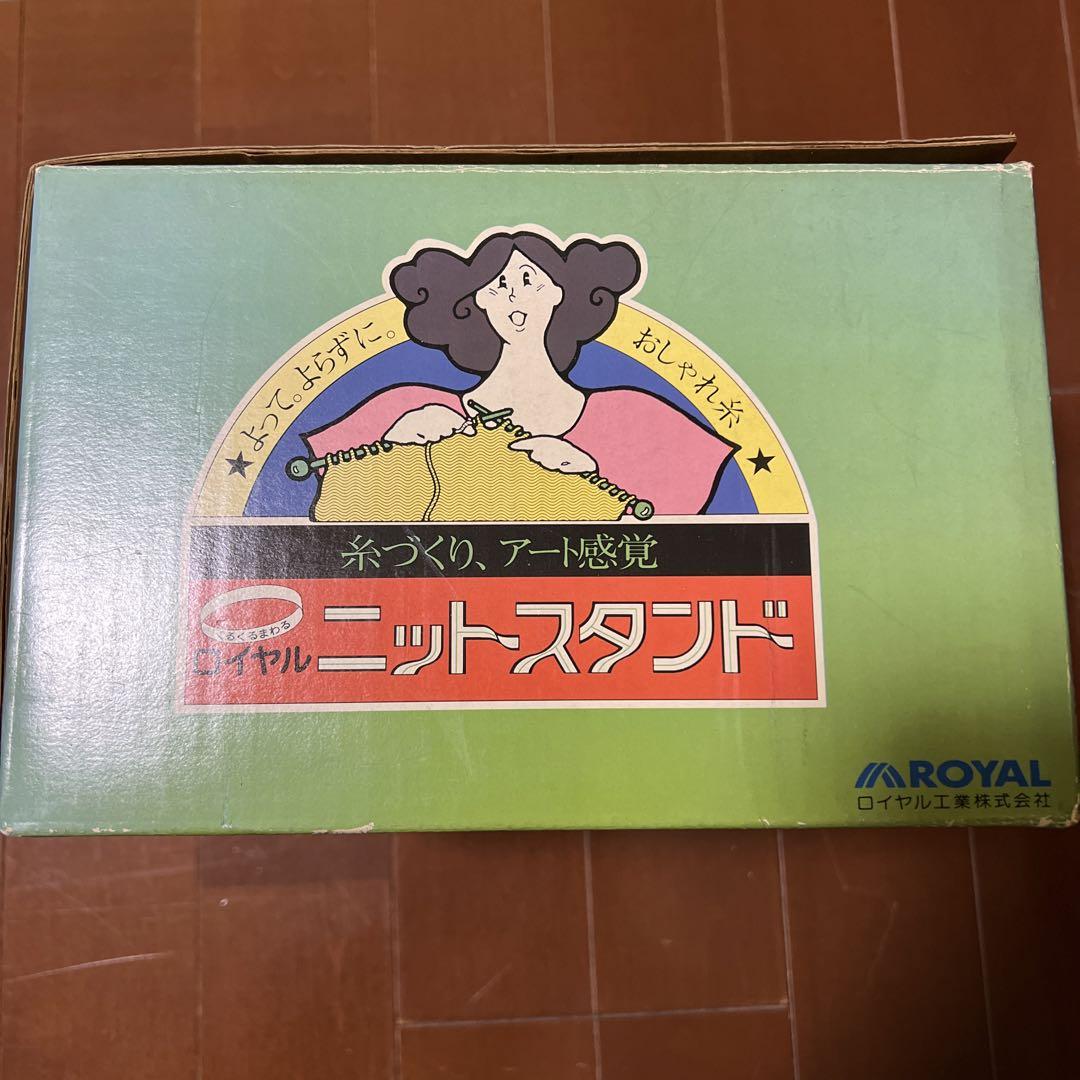 よって。よらずに。
おしゃれ糸
糸づくり、アート感覚
くるくるまわる
ロイヤル ニットスタンド
ROYAL
ロイヤル工業株式会社